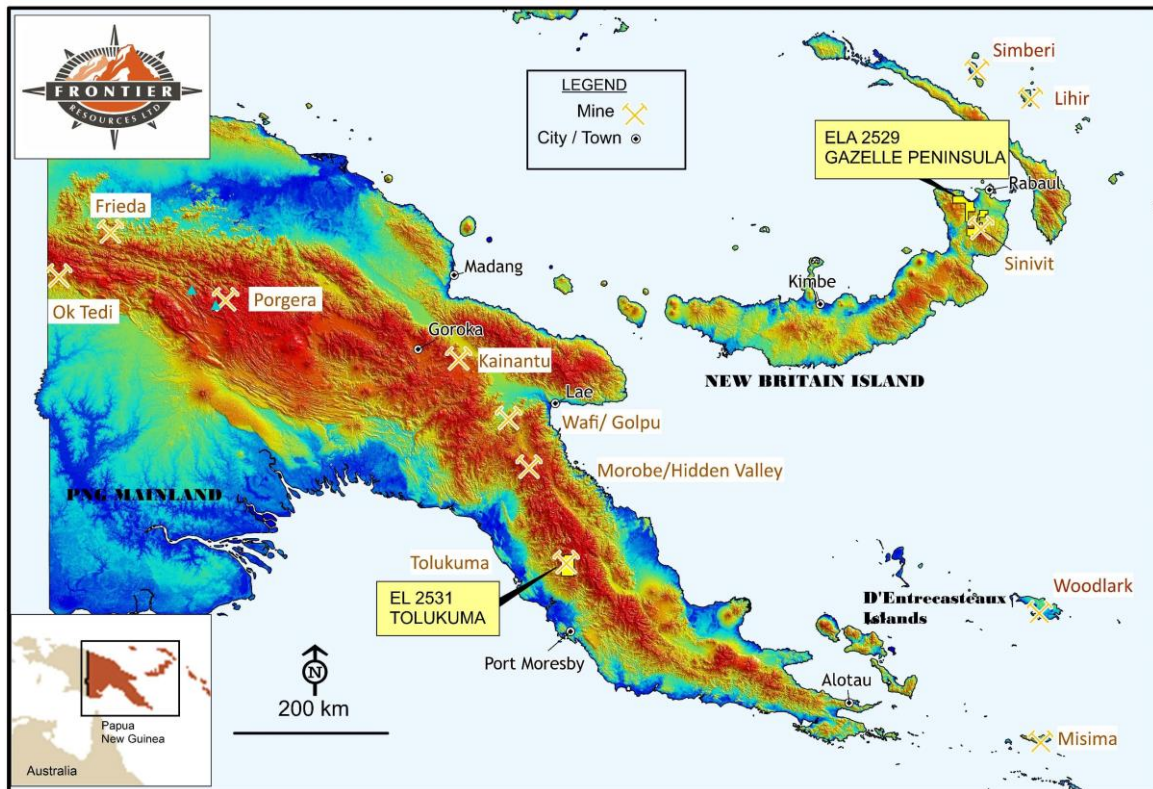 FRONTIER
RESOURCES LTD
LEGEND
Mine
City / Town
Simberi
Lihir
ELA 2529
GAZELLE PENINSULA
Rabaul
Sinivit
Kimbe
NEW BRITAIN ISLAND
Frieda
Madang
Ok Tedi
Porgera
Goroka
Kainantu
Lae
Wafi/ Golpu
Morobe/Hidden Valley
PNG MAINLAND
Tolukuma
EL 2531
TOLUKUMA
Port Moresby
Woodlark
D'Entrecasteaux
Islands
Alotau
Misima
N
200 km
Papua
New Guinea
Australia